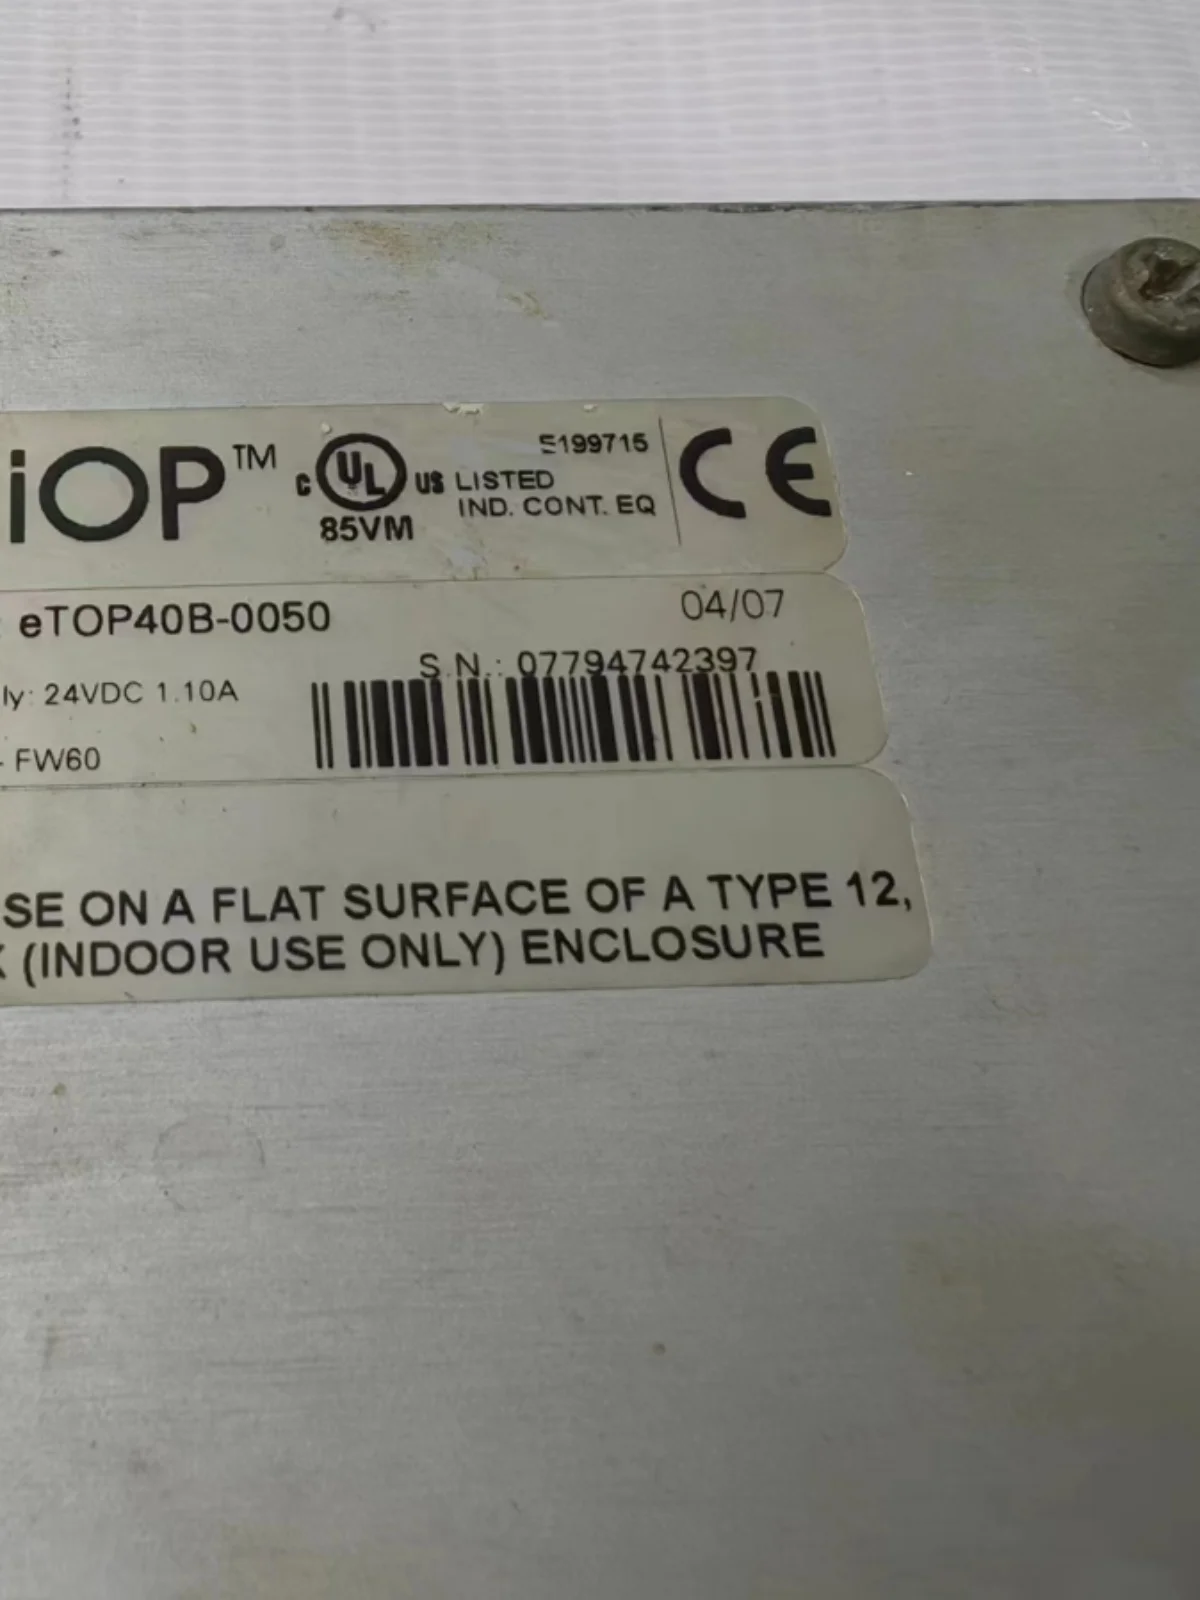 iOP™
C UL US
85VM
E199715
LISTED
IND. CONT. EQ
CE
: eTOP40B-0050
04/07
S.N.: 07794742397
ly: 24VDC 1.10A
- FW60
SE ON A FLAT SURFACE OF A TYPE 12,
(INDOOR USE ONLY) ENCLOSURE